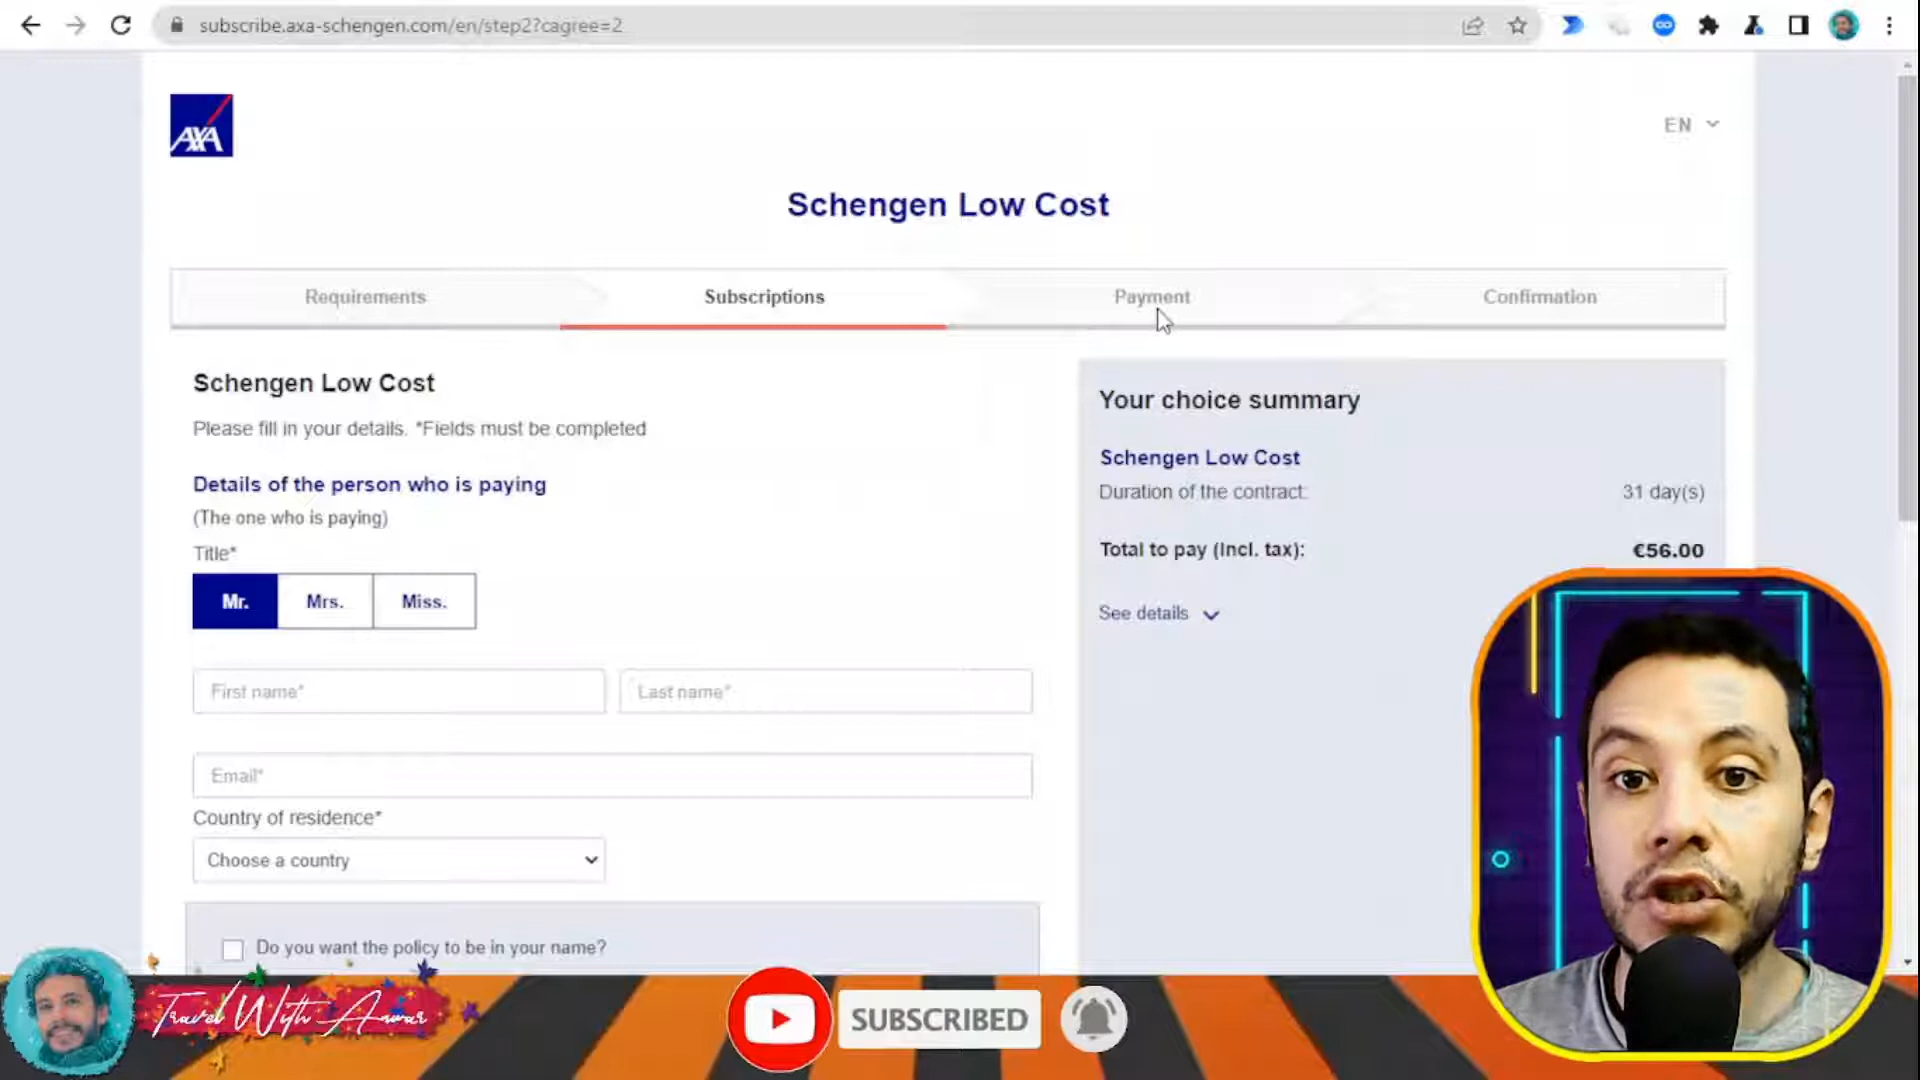 subscribe.axa-schengen.com/en/step2?cagree=2
AXA
EN
Schengen Low Cost
Requirements
Subscriptions
Payment
Confirmation
Schengen Low Cost
Please fill in your details. *Fields must be completed
Details of the person who is paying
(The one who is paying)
Title*
Mr.
Mrs.
Miss.
First name*
Last name*
Email*
Country of residence*
Choose a country
Do you want the policy to be in your name?
Your choice summary
Schengen Low Cost
Duration of the contract:
31 day(s)
Total to pay (incl. tax):
€56.00
See details
Travel With Anwar
SUBSCRIBED